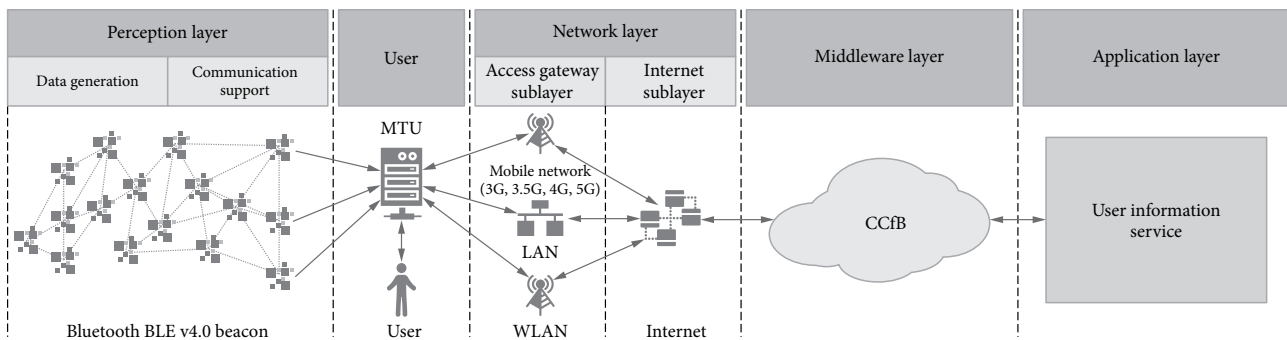 Perception layer
Data generation
Communication
support
User
Network layer
Access gateway
sublayer
Internet
sublayer
Middleware layer
Application layer
MTU
Mobile network
(3G, 3.5G, 4G, 5G)
LAN
CCfB
User information
service
Bluetooth BLE v4.0 beacon
User
WLAN
Internet